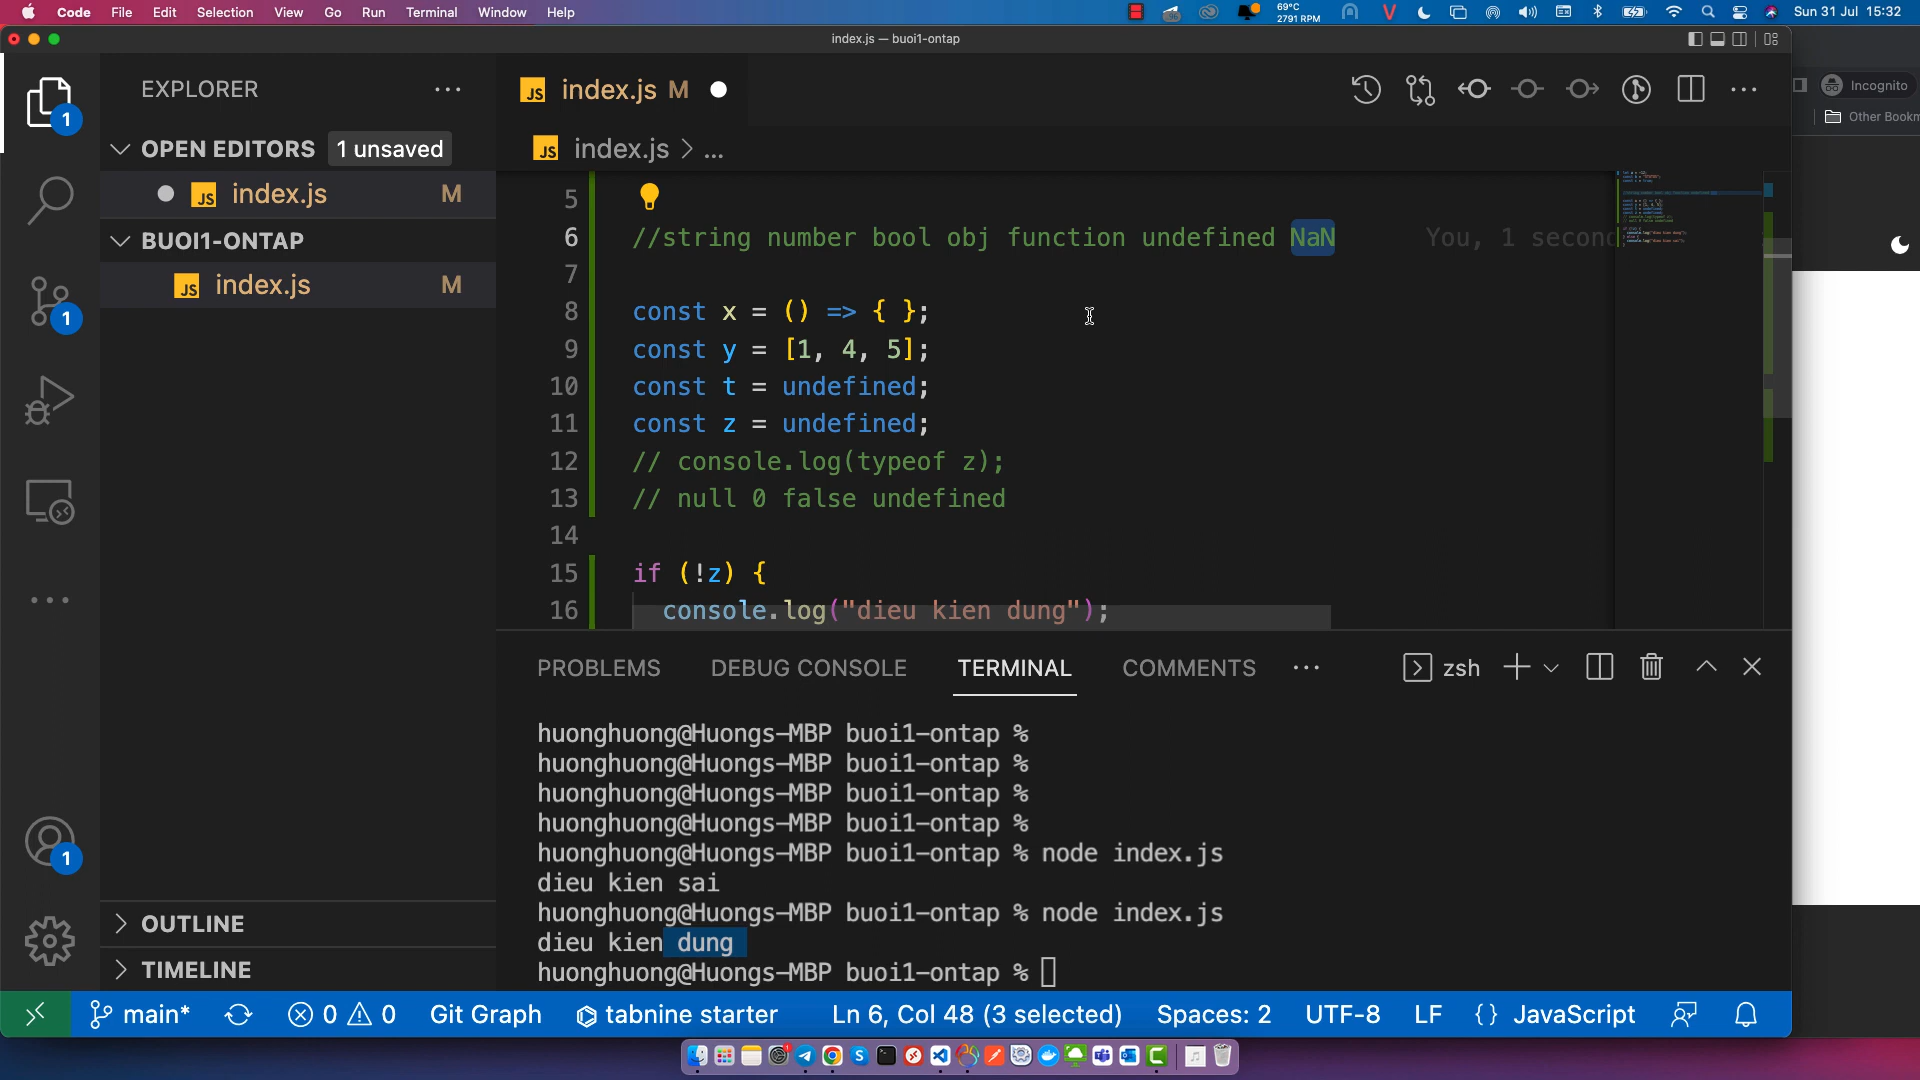 Code File Edit Selection View Go Run Terminal Window Help 69°C 2791 RPM Sun 31 Jul 15:32
index.js — buoi1-ontap
EXPLORER
index.js M
Incognito
Other Bookm
OPEN EDITORS 1 unsaved
index.js > ...
index.js M
BUOI1-ONTAP
index.js M
5
6 //string number bool obj function undefined NaN You, 1 second
7
8 const x = () => { };
9 const y = [1, 4, 5];
10 const t = undefined;
11 const z = undefined;
12 // console.log(typeof z);
13 // null 0 false undefined
14
15 if (!z) {
16 console.log("dieu kien dung");
PROBLEMS DEBUG CONSOLE TERMINAL COMMENTS zsh
huonghuong@Huongs-MBP buoi1-ontap %
huonghuong@Huongs-MBP buoi1-ontap %
huonghuong@Huongs-MBP buoi1-ontap %
huonghuong@Huongs-MBP buoi1-ontap %
huonghuong@Huongs-MBP buoi1-ontap % node index.js
dieu kien sai
huonghuong@Huongs-MBP buoi1-ontap % node index.js
dieu kien dung
huonghuong@Huongs-MBP buoi1-ontap %
OUTLINE
TIMELINE
main* 0 0 Git Graph tabnine starter Ln 6, Col 48 (3 selected) Spaces: 2 UTF-8 LF {} JavaScript